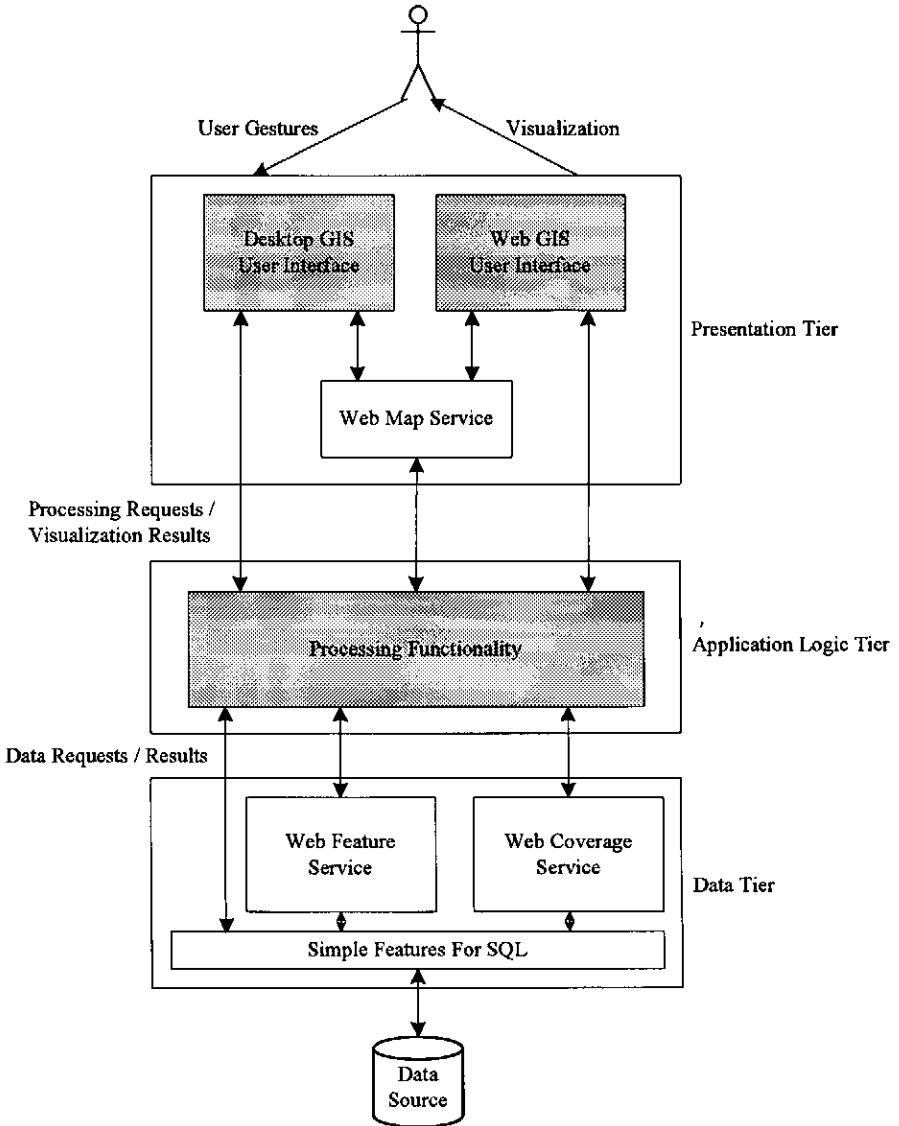 User Gestures
Visualization
Desktop GIS
User Interface
Web GIS
User Interface
Presentation Tier
Web Map Service
Processing Requests /
Visualization Results
Processing Functionality
Application Logic Tier
Data Requests / Results
Web Feature
Service
Web Coverage
Service
Data Tier
Simple Features For SQL
Data
Source